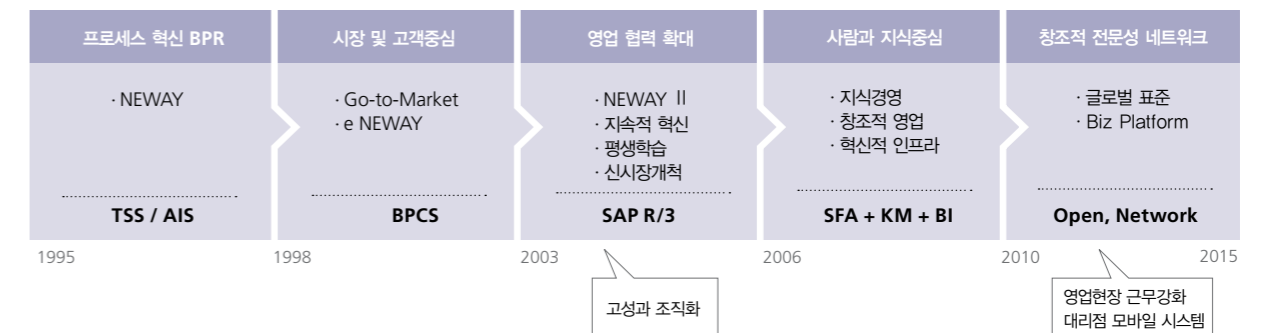 프로세스 혁신 BPR
시장 및 고객중심
영업 협력 확대
사람과 지식중심
창조적 전문성 네트워크
· NEWAY
· Go-to-Market
· e NEWAY
· NEWAY Ⅱ
· 지속적 혁신
· 평생학습
· 신시장개척
· 지식경영
· 창조적 영업
· 혁신적 인프라
· 글로벌 표준
· Biz Platform
TSS / AIS
BPCS
SAP R/3
SFA + KM + BI
Open, Network
1995
1998
2003
2006
2010
2015
고성과 조직화
영업현장 근무강화
대리점 모바일 시스템